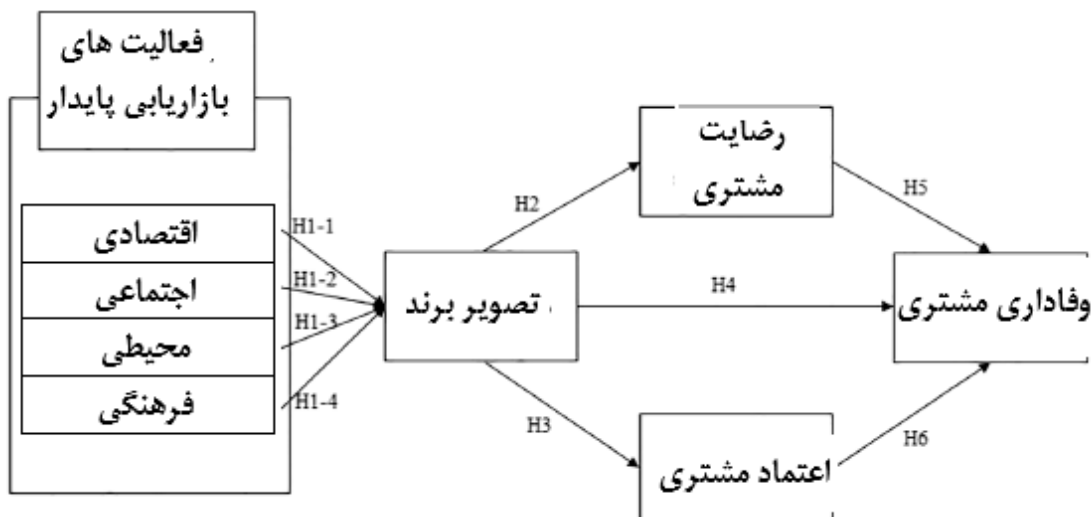 فعالیت های
بازاریابی پایدار
اقتصادی
اجتماعی
محیطی
فرهنگی
H1-1
H1-2
H1-3
H1-4
تصویر برند
H2
H3
H4
رضایت
مشتری
اعتماد مشتری
H5
H6
وفاداری مشتری